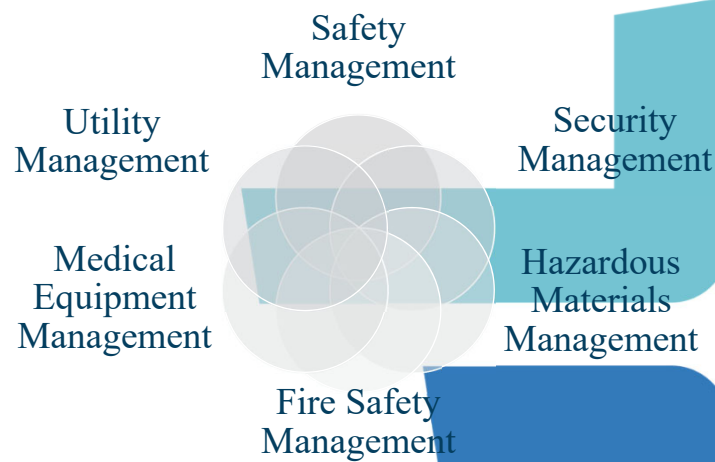 Safety
Management
Security
Management
Hazardous
Materials
Management
Fire Safety
Management
Medical
Equipment
Management
Utility
Management